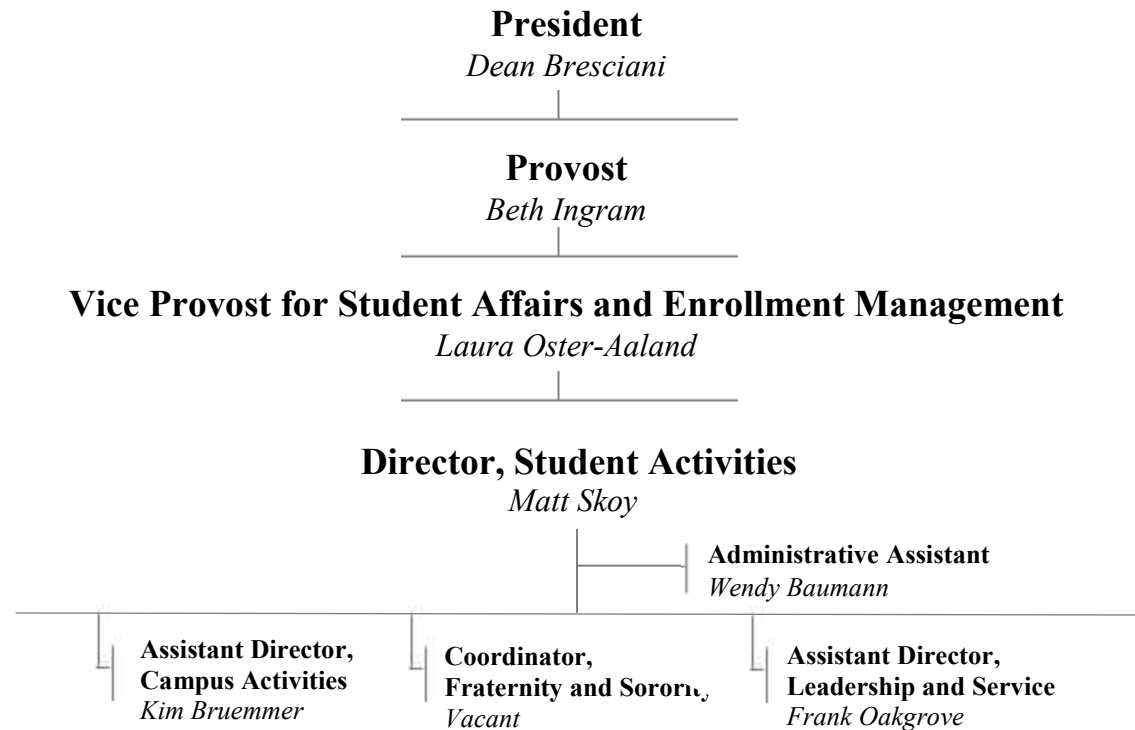 President
Dean Bresciani
Provost
Beth Ingram
Vice Provost for Student Affairs and Enrollment Management
Laura Oster-Aaland
Director, Student Activities
Matt Skoy
Administrative Assistant
Wendy Baumann
Assistant Director,
Campus Activities
Kim Bruemmer
Coordinator,
Fraternity and Sorority
Vacant
Assistant Director,
Leadership and Service
Frank Oakgrove